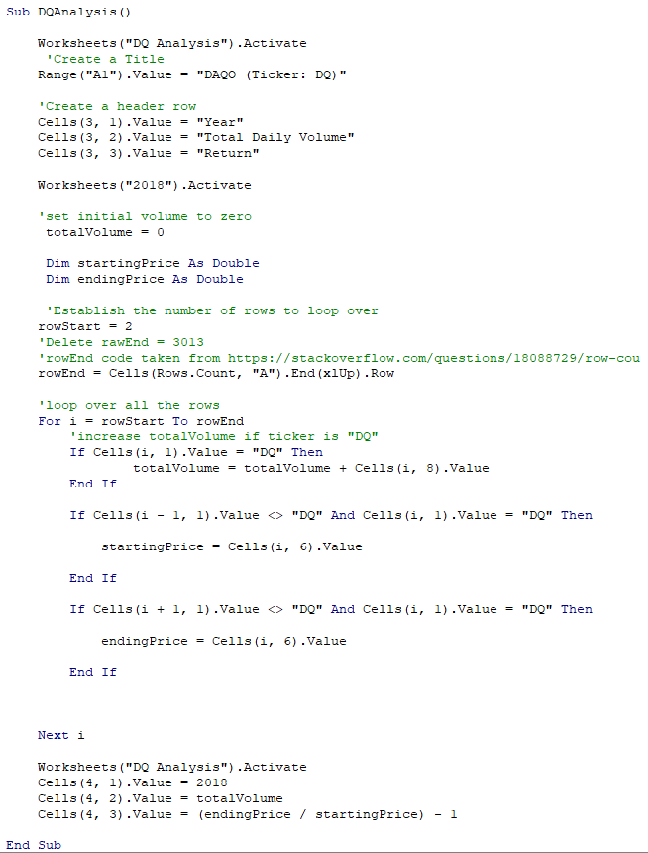 Sub DQAnalysis()
Worksheets("DQ Analysis").Activate
'Create a Title
Range("A1").Value = "DAQO (Ticker: DQ)"
'Create a header row
Cells(3, 1).Value = "Year"
Cells(3, 2).Value = "Total Daily Volume"
Cells(3, 3).Value = "Return"
Worksheets("2018").Activate
'set initial volume to zero
totalVolume = 0
Dim startingPrice As Double
Dim endingPrice As Double
'Establish the number of rows to loop over
rowStart = 2
'Delete rawEnd = 3013
'rowEnd code taken from https://stackoverflow.com/questions/18088729/row-cou
rowEnd = Cells(Rows.Count, "A").End(xlUp).Row
'loop over all the rows
For i = rowStart To rowEnd
'increase totalVolume if ticker is "DQ"
If Cells(i, 1).Value = "DQ" Then
totalVolume = totalVolume + Cells(i, 8).Value
End If
If Cells(i - 1, 1).Value <> "DQ" And Cells(i, 1).Value = "DQ" Then
startingPrice = Cells(i, 6).Value
End If
If Cells(i + 1, 1).Value <> "DQ" And Cells(i, 1).Value = "DQ" Then
endingPrice = Cells(i, 6).Value
End If
Next i
Worksheets("DQ Analysis").Activate
Cells(4, 1).Value = 2018
Cells(4, 2).Value = totalVolume
Cells(4, 3).Value = (endingPrice / startingPrice) - 1
End Sub